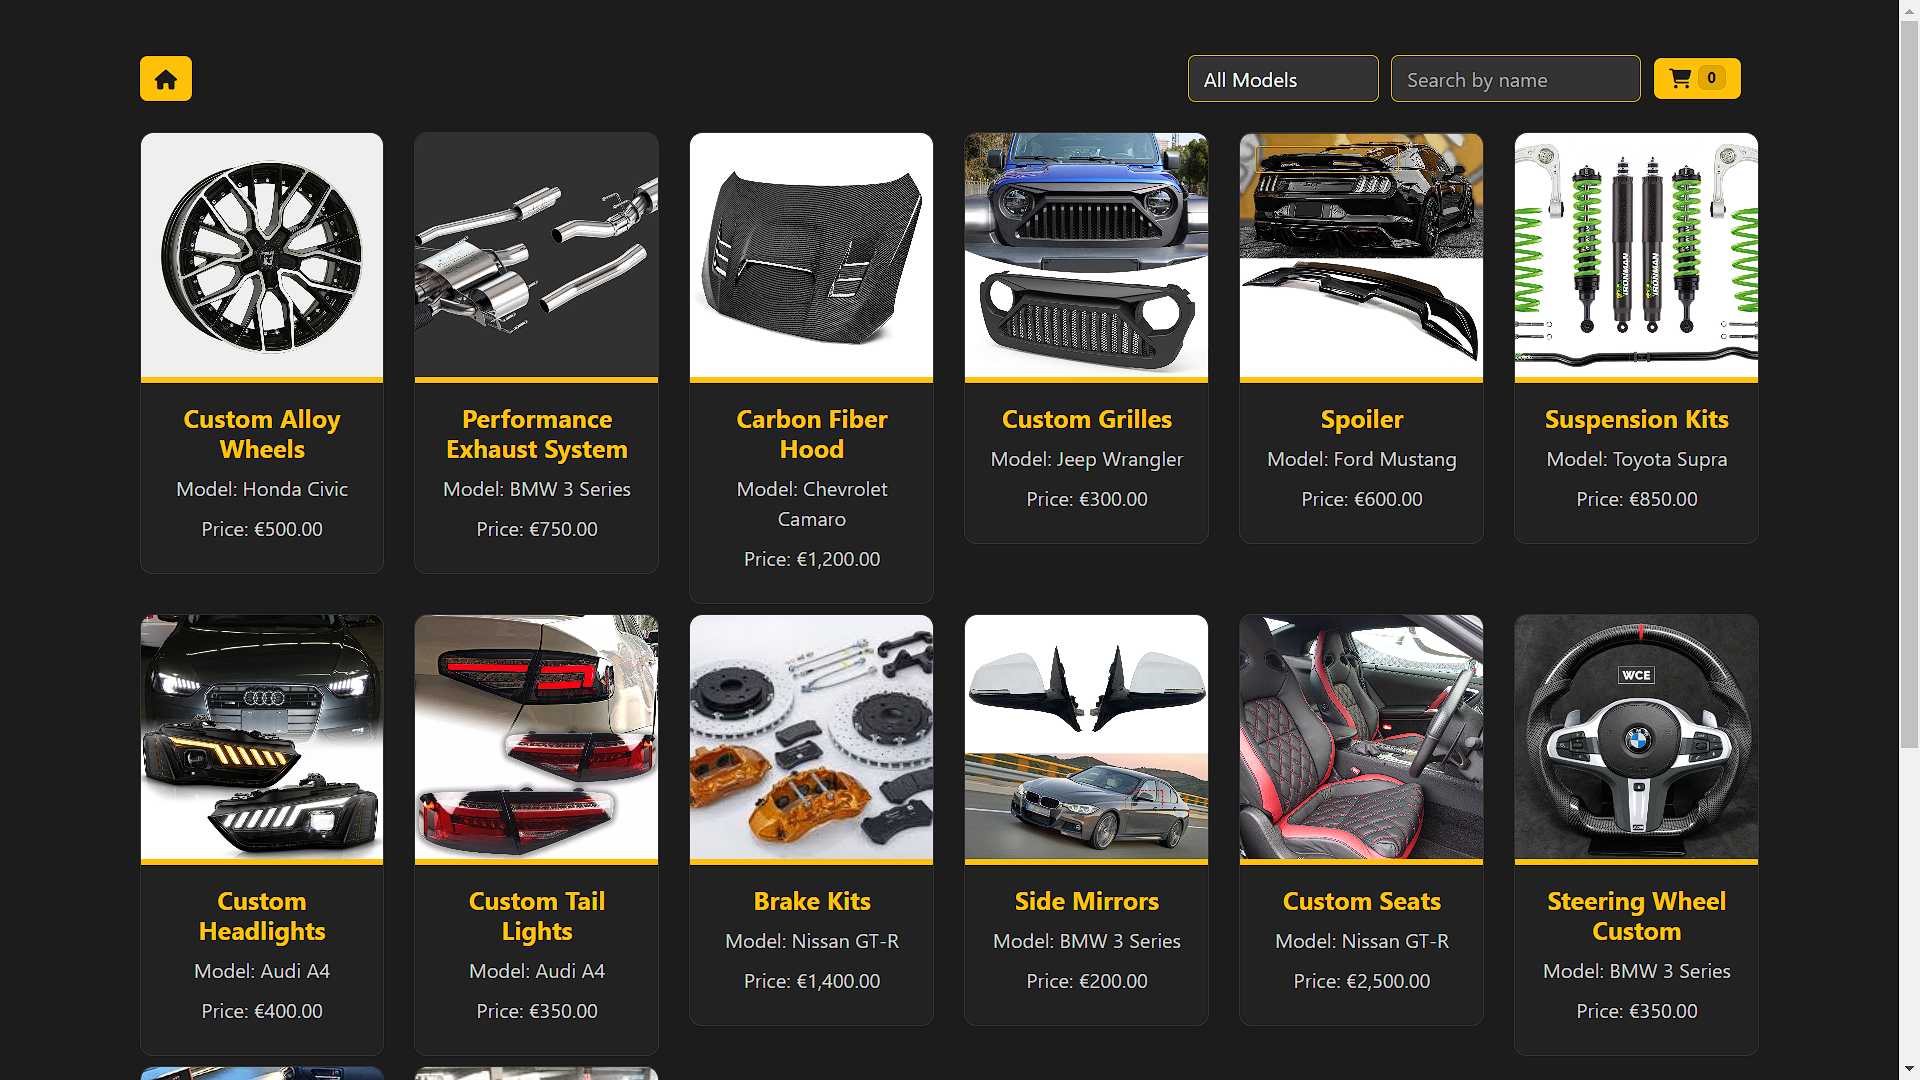 All Models
Search by name
0
Custom Alloy
Wheels
Model: Honda Civic
Price: €500.00
Performance
Exhaust System
Model: BMW 3 Series
Price: €750.00
Carbon Fiber
Hood
Model: Chevrolet
Camaro
Price: €1,200.00
Custom Grilles
Model: Jeep Wrangler
Price: €300.00
Spoiler
Model: Ford Mustang
Price: €600.00
IRONMAN
IRONMAN
Suspension Kits
Model: Toyota Supra
Price: €850.00
Custom
Headlights
Model: Audi A4
Price: €400.00
Custom Tail
Lights
Model: Audi A4
Price: €350.00
Brake Kits
Model: Nissan GT-R
Price: €1,400.00
Side Mirrors
Model: BMW 3 Series
Price: €200.00
Custom Seats
Model: Nissan GT-R
Price: €2,500.00
WCE
Steering Wheel
Custom
Model: BMW 3 Series
Price: €350.00